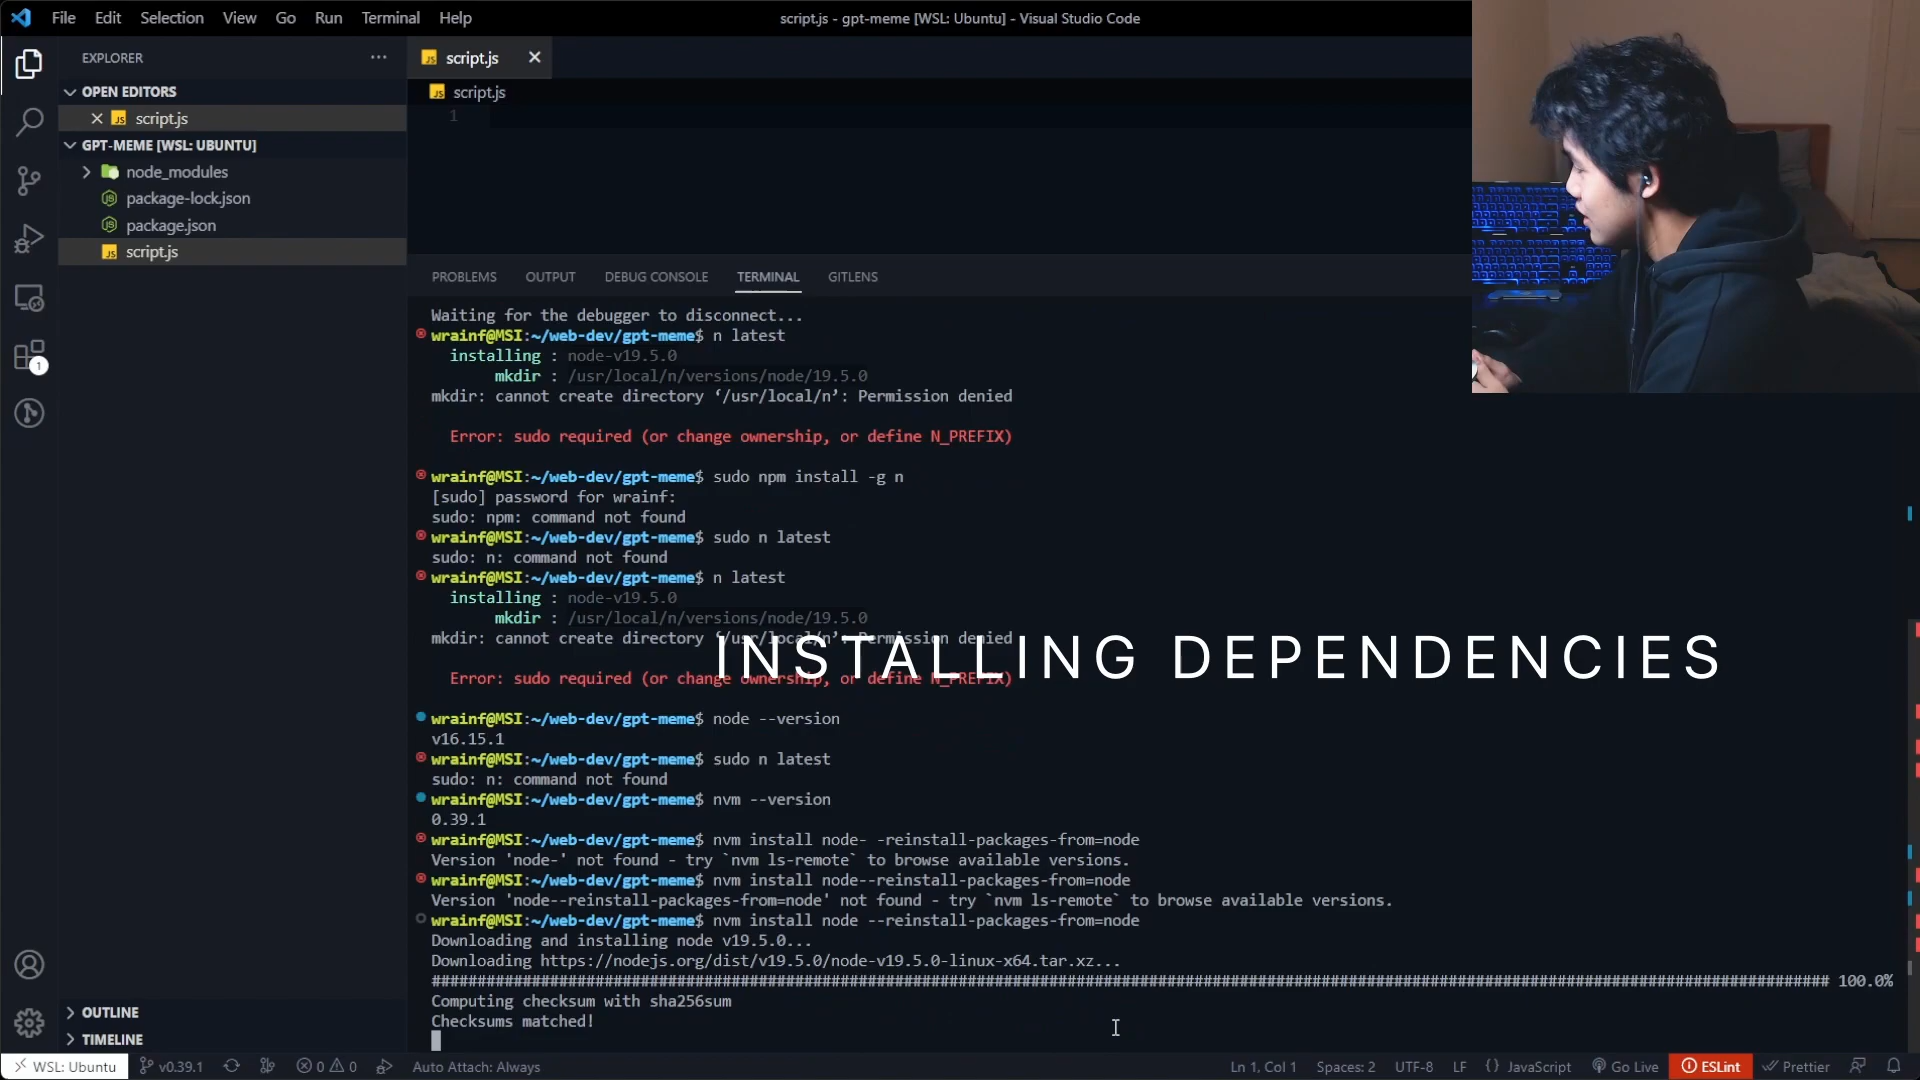 File Edit Selection View Go Run Terminal Help
script.js - gpt-meme [WSL: Ubuntu] - Visual Studio Code
EXPLORER
OPEN EDITORS
script.js
GPT-MEME [WSL: UBUNTU]
node_modules
package-lock.json
package.json
script.js
OUTLINE
TIMELINE
1
script.js
script.js
1
PROBLEMS OUTPUT DEBUG CONSOLE TERMINAL GITLENS
Waiting for the debugger to disconnect...
wrainf@MSI:~/web-dev/gpt-meme$ n latest
installing : node-v19.5.0
mkdir : /usr/local/n/versions/node/19.5.0
mkdir: cannot create directory ‘/usr/local/n’: Permission denied
Error: sudo required (or change ownership, or define N_PREFIX)
wrainf@MSI:~/web-dev/gpt-meme$ sudo npm install -g n
[sudo] password for wrainf:
sudo: npm: command not found
wrainf@MSI:~/web-dev/gpt-meme$ sudo n latest
sudo: n: command not found
wrainf@MSI:~/web-dev/gpt-meme$ n latest
installing : node-v19.5.0
mkdir : /usr/local/n/versions/node/19.5.0
mkdir: cannot create directory ‘/usr/local/n’: Permission denied
INSTALLING DEPENDENCIES
Error: sudo required (or change ownership, or define N_PREFIX)
wrainf@MSI:~/web-dev/gpt-meme$ node --version
v16.15.1
wrainf@MSI:~/web-dev/gpt-meme$ sudo n latest
sudo: n: command not found
wrainf@MSI:~/web-dev/gpt-meme$ nvm --version
0.39.1
wrainf@MSI:~/web-dev/gpt-meme$ nvm install node- -reinstall-packages-from=node
Version 'node-' not found - try `nvm ls-remote` to browse available versions.
wrainf@MSI:~/web-dev/gpt-meme$ nvm install node--reinstall-packages-from=node
Version 'node--reinstall-packages-from=node' not found - try `nvm ls-remote` to browse available versions.
wrainf@MSI:~/web-dev/gpt-meme$ nvm install node --reinstall-packages-from=node
Downloading and installing node v19.5.0...
Downloading https://nodejs.org/dist/v19.5.0/node-v19.5.0-linux-x64.tar.xz...
100.0%
Computing checksum with sha256sum
Checksums matched!
WSL: Ubuntu v0.39.1 0 0 Auto Attach: Always Ln 1, Col 1 Spaces: 2 UTF-8 LF {} JavaScript Go Live ESLint Prettier